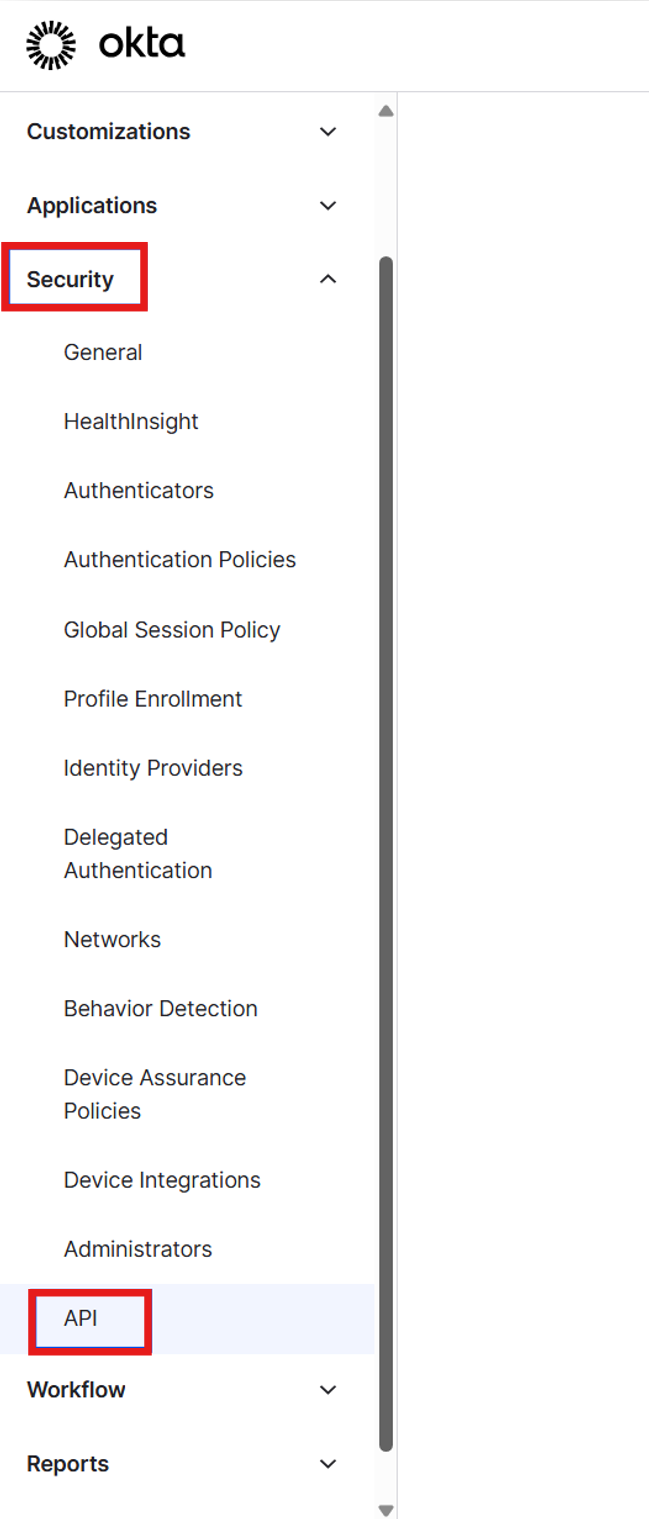 okta
Customizations
Applications
Security
General
HealthInsight
Authenticators
Authentication Policies
Global Session Policy
Profile Enrollment
Identity Providers
Delegated
Authentication
Networks
Behavior Detection
Device Assurance
Policies
Device Integrations
Administrators
API
Workflow
Reports